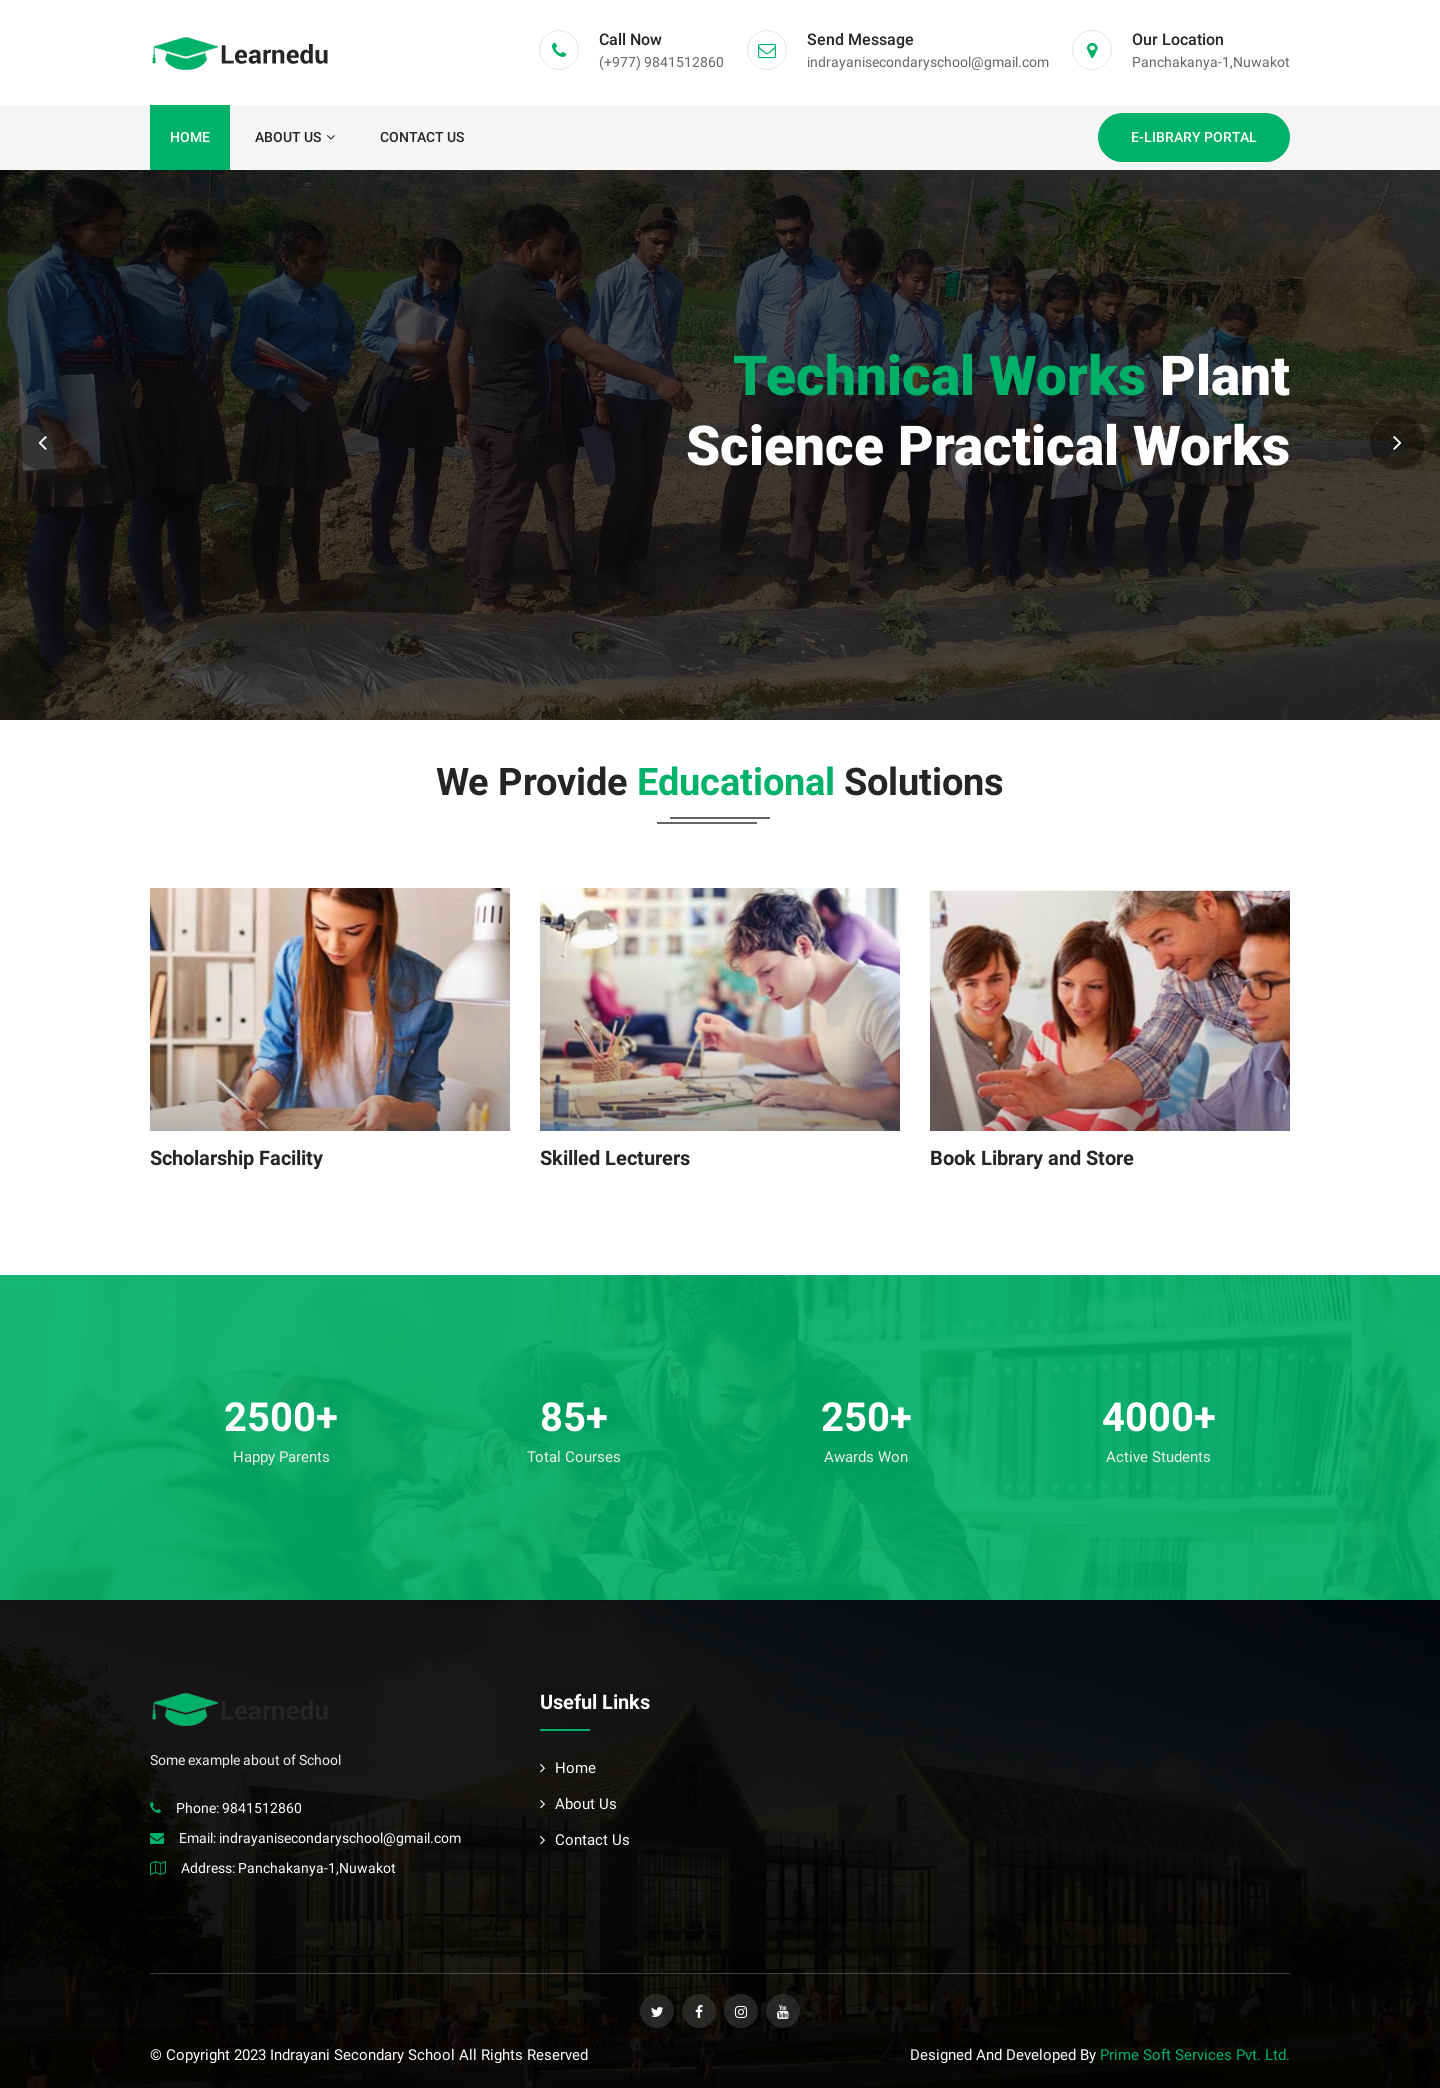 Learnedu
Call Now
(+977) 9841512860
Send Message
indrayanisecondaryschool@gmail.com
Our Location
Panchakanya-1,Nuwakot
HOME
ABOUT US
CONTACT US
E-LIBRARY PORTAL
Technical Works Plant
Science Practical Works
We Provide Educational Solutions
Scholarship Facility
Skilled Lecturers
Book Library and Store
2500+
Happy Parents
85+
Total Courses
250+
Awards Won
4000+
Active Students
Learnedu
Some example about of School
Phone: 9841512860
Email: indrayanisecondaryschool@gmail.com
Address: Panchakanya-1,Nuwakot
Useful Links
Home
About Us
Contact Us
© Copyright 2023 Indrayani Secondary School All Rights Reserved
Designed And Developed By Prime Soft Services Pvt. Ltd.